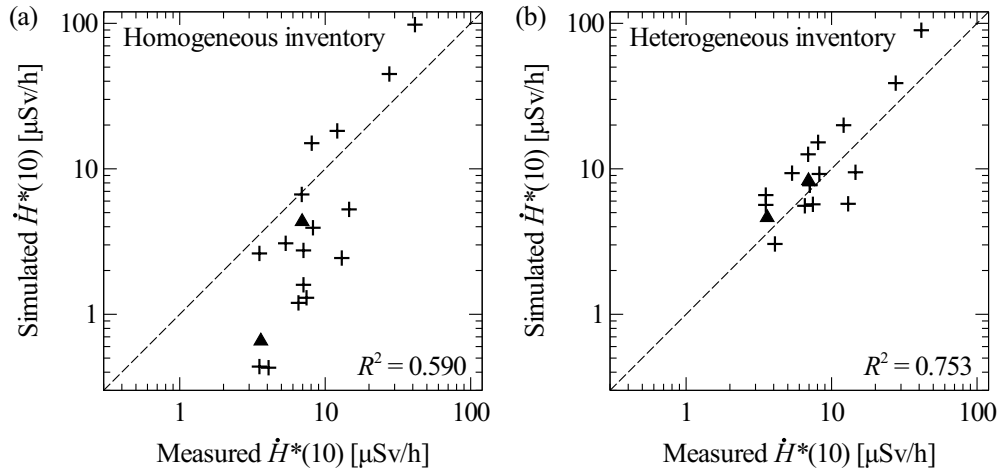 (a)
Homogeneous inventory
100
10
1
Simulated Ḣ*(10) [μSv/h]
R² = 0.590
1 10 100
Measured Ḣ*(10) [μSv/h]
(b)
Heterogeneous inventory
100
10
1
Simulated Ḣ*(10) [μSv/h]
R² = 0.753
1 10 100
Measured Ḣ*(10) [μSv/h]